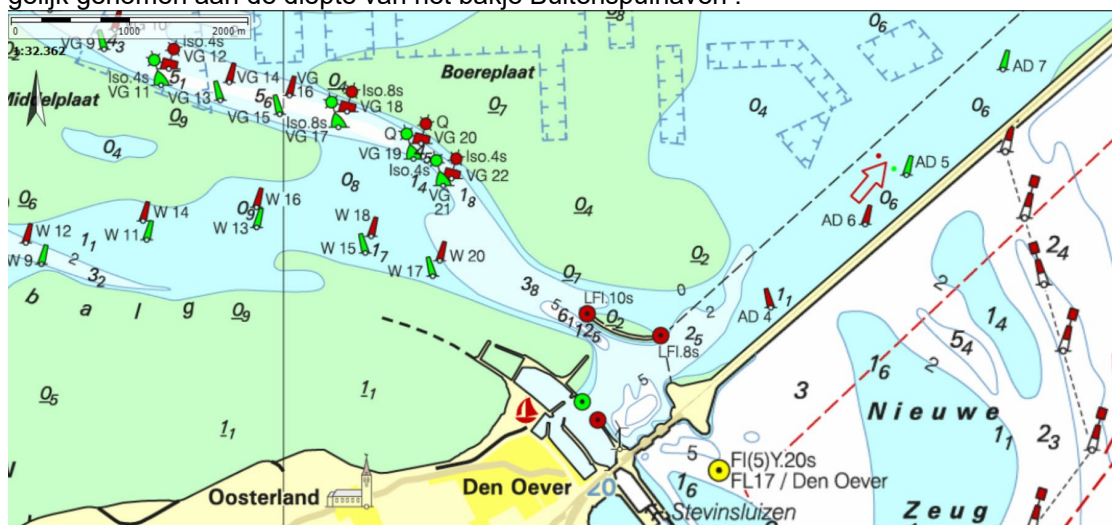 gelijk genomen aan de diepte van het bakje Buitenspuihaven .
0 1000 2000 m
1:32.362
VG 9
VG 10
Iso.4s
VG 12
Iso.4s
VG 11
VG 13
VG 14
VG 15
VG
16
Iso.8s
VG 18
Iso.8s
VG 17
Q
VG 20
Q
VG 19
Iso.4s
VG 22
Iso.4s
VG
21
Boereplaat
Middelplaat
AD 7
AD 5
AD 6
AD 4
W 16
W 14
W 13
W 12
W 11
W 9
W 18
W 15
W 20
W 17
b a l g
LFl.10s
LFl.8s
Nieuwe
Zeug
Fl(5)Y.20s
FL17 / Den Oever
Oosterland
Den Oever
20
Stevinsluizen